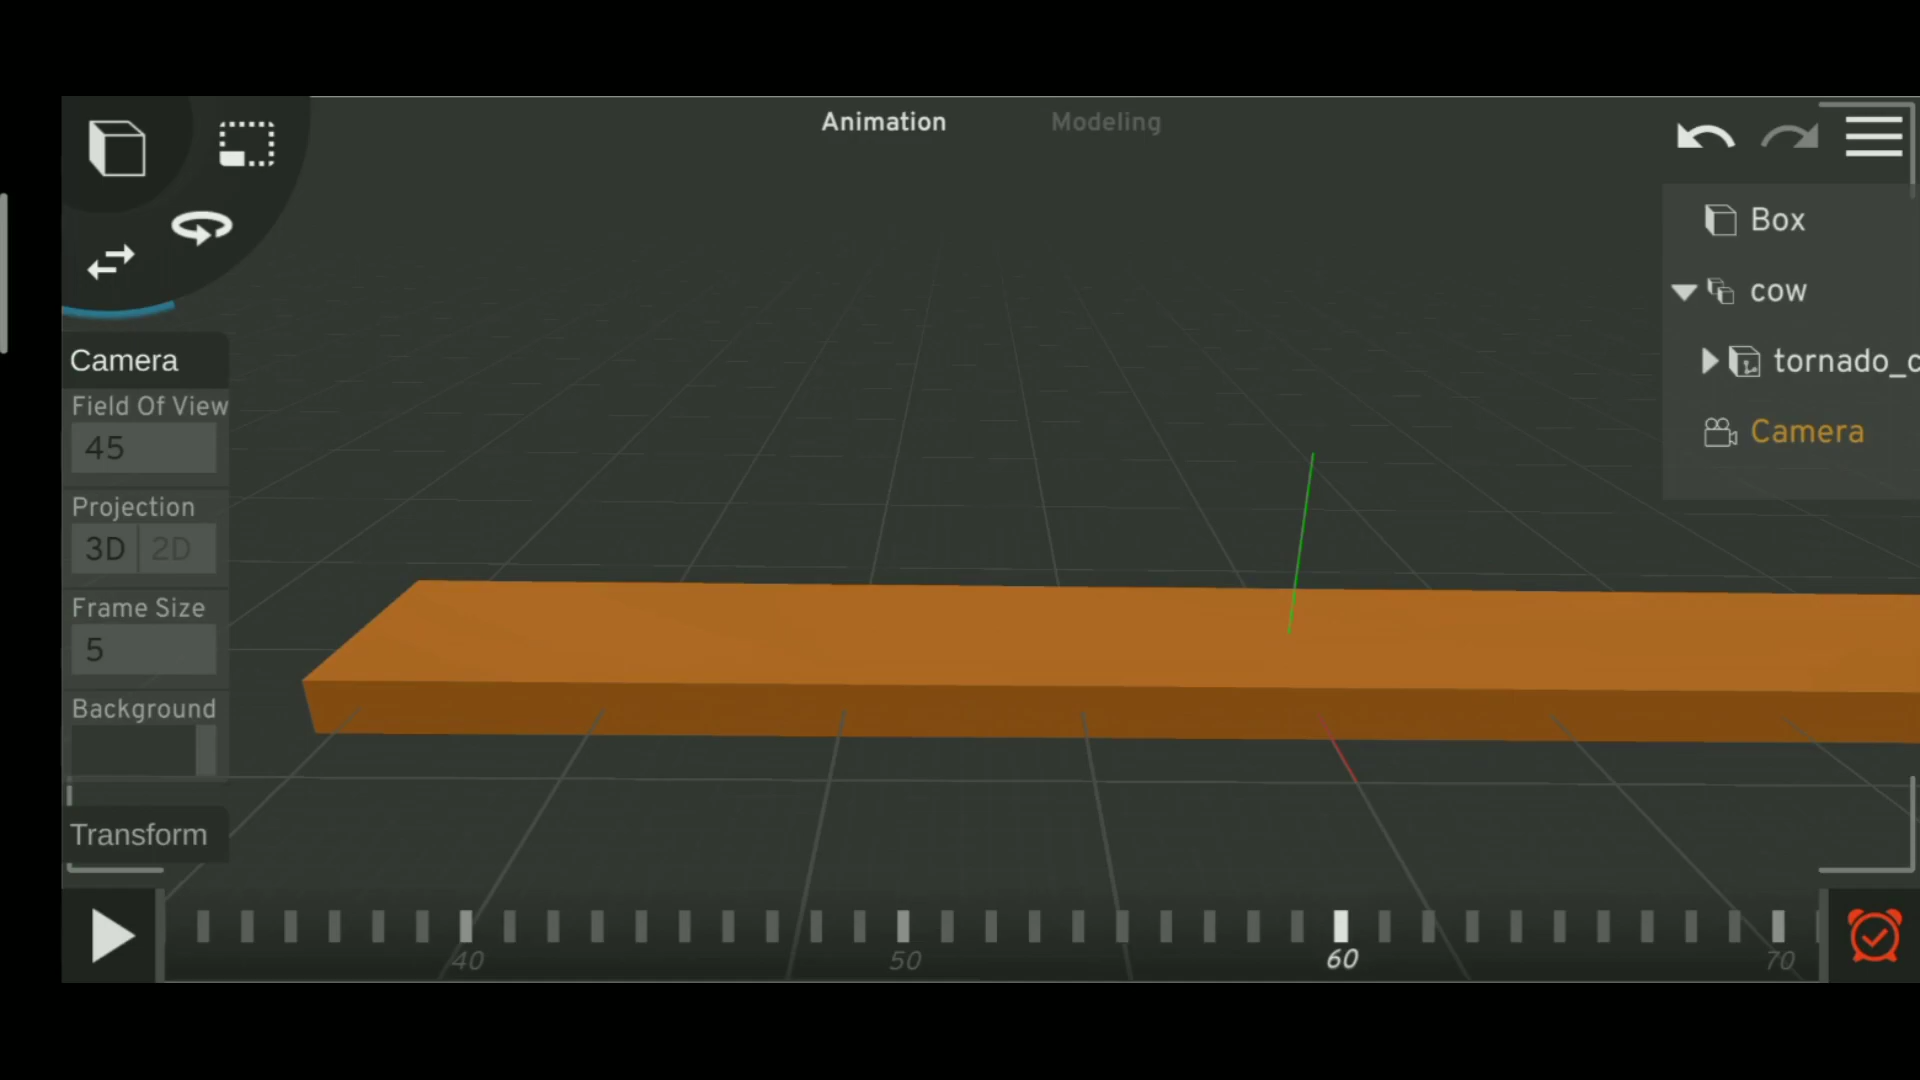 Animation Modeling
Box
cow
Camera
Field Of View
45
Projection
3D 2D
Frame Size
5
Background
Transform
Camera
40 50 60 70